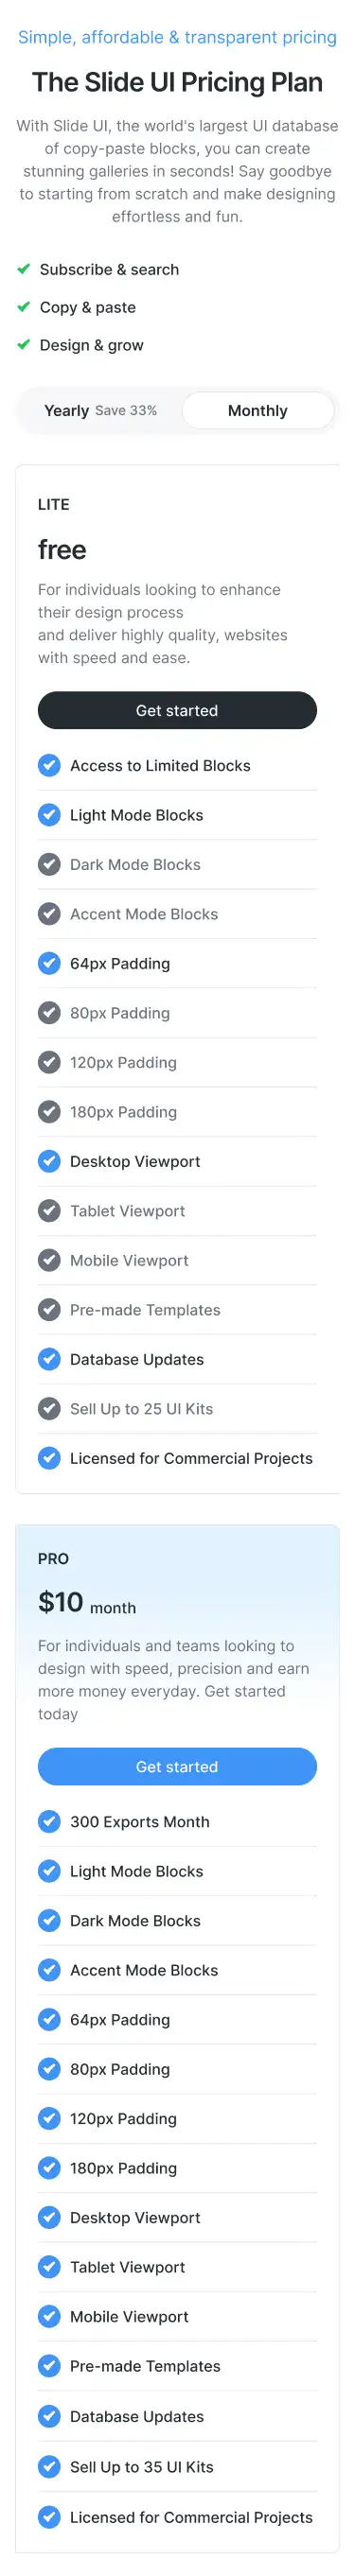 Simple, affordable & transparent pricing
The Slide UI Pricing Plan
With Slide UI, the world's largest UI database
of copy-paste blocks, you can create
stunning galleries in seconds! Say goodbye
to starting from scratch and make designing
effortless and fun.
Subscribe & search
Copy & paste
Design & grow
Yearly Save 33% Monthly
LITE
free
For individuals looking to enhance
their design process
and deliver highly quality, websites
with speed and ease.
Get started
Access to Limited Blocks
Light Mode Blocks
Dark Mode Blocks
Accent Mode Blocks
64px Padding
80px Padding
120px Padding
180px Padding
Desktop Viewport
Tablet Viewport
Mobile Viewport
Pre-made Templates
Database Updates
Sell Up to 25 UI Kits
Licensed for Commercial Projects
PRO
$10 month
For individuals and teams looking to
design with speed, precision and earn
more money everyday. Get started
today
Get started
300 Exports Month
Light Mode Blocks
Dark Mode Blocks
Accent Mode Blocks
64px Padding
80px Padding
120px Padding
180px Padding
Desktop Viewport
Tablet Viewport
Mobile Viewport
Pre-made Templates
Database Updates
Sell Up to 35 UI Kits
Licensed for Commercial Projects